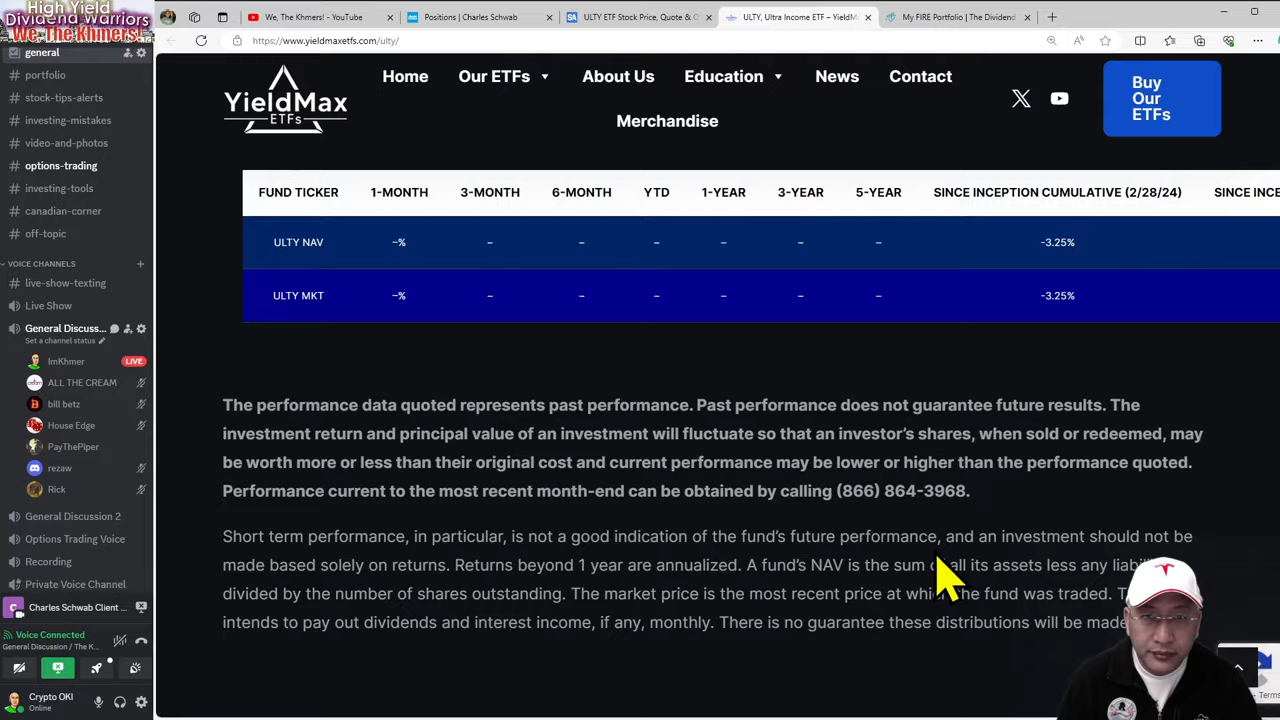 High Yield
Dividend Warriors
We, The Khmers!
general
portfolio
stock-tips-alerts
investing-mistakes
video-and-photos
options-trading
investing-tools
canadian-corner
off-topic
VOICE CHANNELS
live-show-texting
Live Show
General Discuss...
Set a channel status
ImKhmer LIVE
ALL THE CREAM
bill betz
House Edge
PayThePiper
rezaw
Rick
General Discussion 2
Options Trading Voice
Recording
Private Voice Channel
Charles Schwab Client ...
Voice Connected
General Discussion / The K...
Crypto OKI
Online
We, The Khmers! - YouTube
Positions | Charles Schwab
ULTY ETF Stock Price, Quote & C
ULTY, Ultra Income ETF – YieldM
My FIRE Portfolio | The Dividend
https://www.yieldmaxetfs.com/ulty/
YieldMax
ETFs
Home Our ETFs About Us Education News Contact
Merchandise
Buy
Our
ETFs
FUND TICKER 1-MONTH 3-MONTH 6-MONTH YTD 1-YEAR 3-YEAR 5-YEAR SINCE INCEPTION CUMULATIVE (2/28/24) SINCE INCE
ULTY NAV –% – – – – – – -3.25%
ULTY MKT –% – – – – – – -3.25%
The performance data quoted represents past performance. Past performance does not guarantee future results. The
investment return and principal value of an investment will fluctuate so that an investor’s shares, when sold or redeemed, may
be worth more or less than their original cost and current performance may be lower or higher than the performance quoted.
Performance current to the most recent month-end can be obtained by calling (866) 864-3968.
Short term performance, in particular, is not a good indication of the fund’s future performance, and an investment should not be
made based solely on returns. Returns beyond 1 year are annualized. A fund’s NAV is the sum all its assets less any liabil
divided by the number of shares outstanding. The market price is the most recent price at which the fund was traded.
intends to pay out dividends and interest income, if any, monthly. There is no guarantee these distributions will be made
Terms